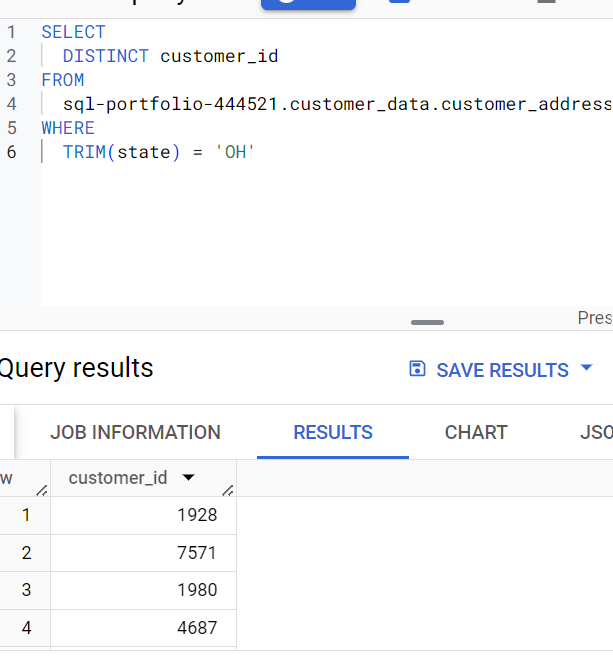 1 SELECT
2 DISTINCT customer_id
3 FROM
4 sql-portfolio-444521.customer_data.customer_address
5 WHERE
6 TRIM(state) = 'OH'
Pres
Query results
SAVE RESULTS
JOB INFORMATION RESULTS CHART JSO
w customer_id
1 1928
2 7571
3 1980
4 4687